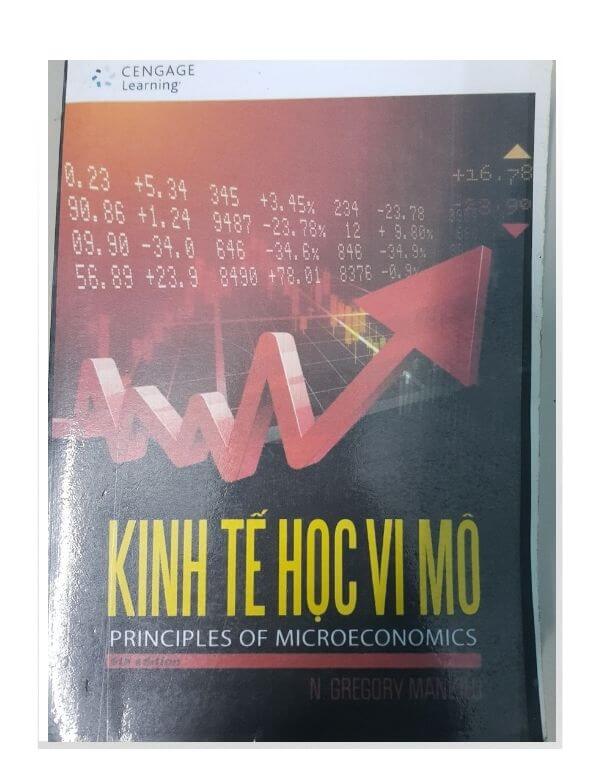 CENGAGE
Learning
+16.78
0.23 +5.34 345 +3.45% 234 -23.78
90.86 +1.24 9487 -23.78% 12 + 9.80%
09.90 -34.0 646 -34.6% 846 -34.9%
56.89 +23.9 8490 +78.01 8376 -0.9%
KINH TẾ HỌC VI MÔ
PRINCIPLES OF MICROECONOMICS
edition
N. GREGORY MANKIW